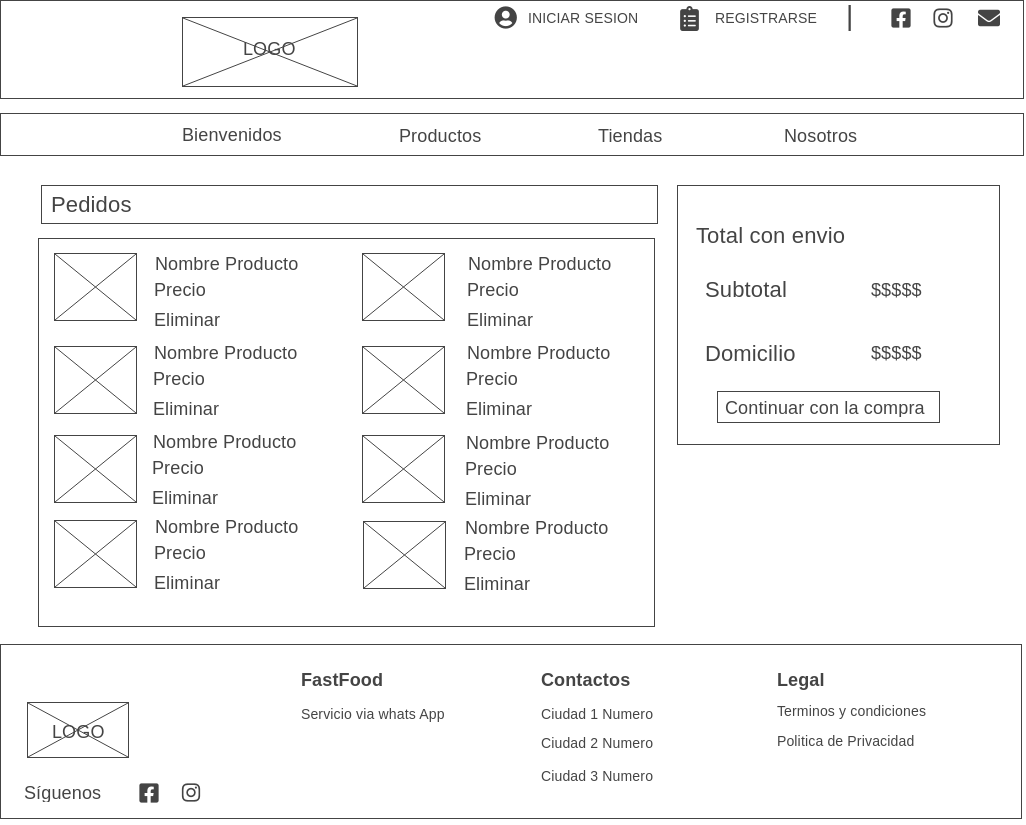 LOGO
INICIAR SESION
REGISTRARSE
Bienvenidos
Productos
Tiendas
Nosotros
Pedidos
Nombre Producto
Precio
Eliminar
Nombre Producto
Precio
Eliminar
Nombre Producto
Precio
Eliminar
Nombre Producto
Precio
Eliminar
Nombre Producto
Precio
Eliminar
Nombre Producto
Precio
Eliminar
Nombre Producto
Precio
Eliminar
Nombre Producto
Precio
Eliminar
Total con envio
Subtotal $$$$$
Domicilio $$$$$
Continuar con la compra
LOGO
Síguenos
FastFood
Servicio via whats App
Contactos
Ciudad 1 Numero
Ciudad 2 Numero
Ciudad 3 Numero
Legal
Terminos y condiciones
Politica de Privacidad